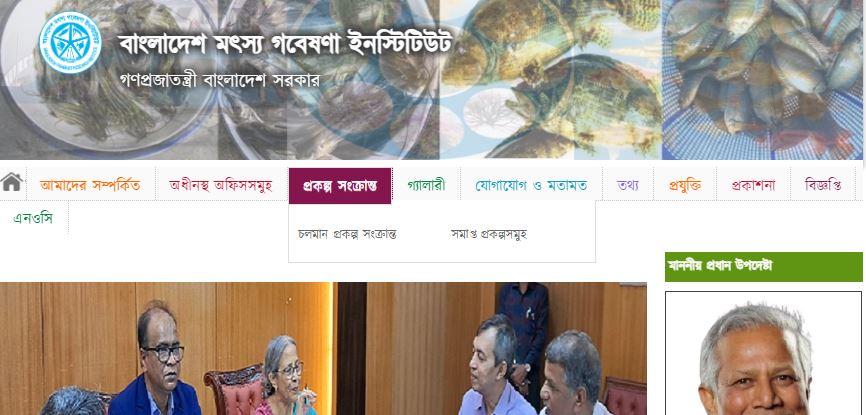 বাংলাদেশ মৎস্য গবেষণা ইনস্টিটিউট
গণপ্রজাতন্ত্রী বাংলাদেশ সরকার
আমাদের সম্পর্কিত অধীনস্থ অফিসসমুহ প্রকল্প সংক্রান্ত গ্যালারী যোগাযোগ ও মতামত তথ্য প্রযুক্তি প্রকাশনা বিজ্ঞপ্তি
এনওসি
চলমান প্রকল্প সংক্রান্ত সমাপ্ত প্রকল্পসমুহ
মাননীয় প্রধান উপদেষ্টা